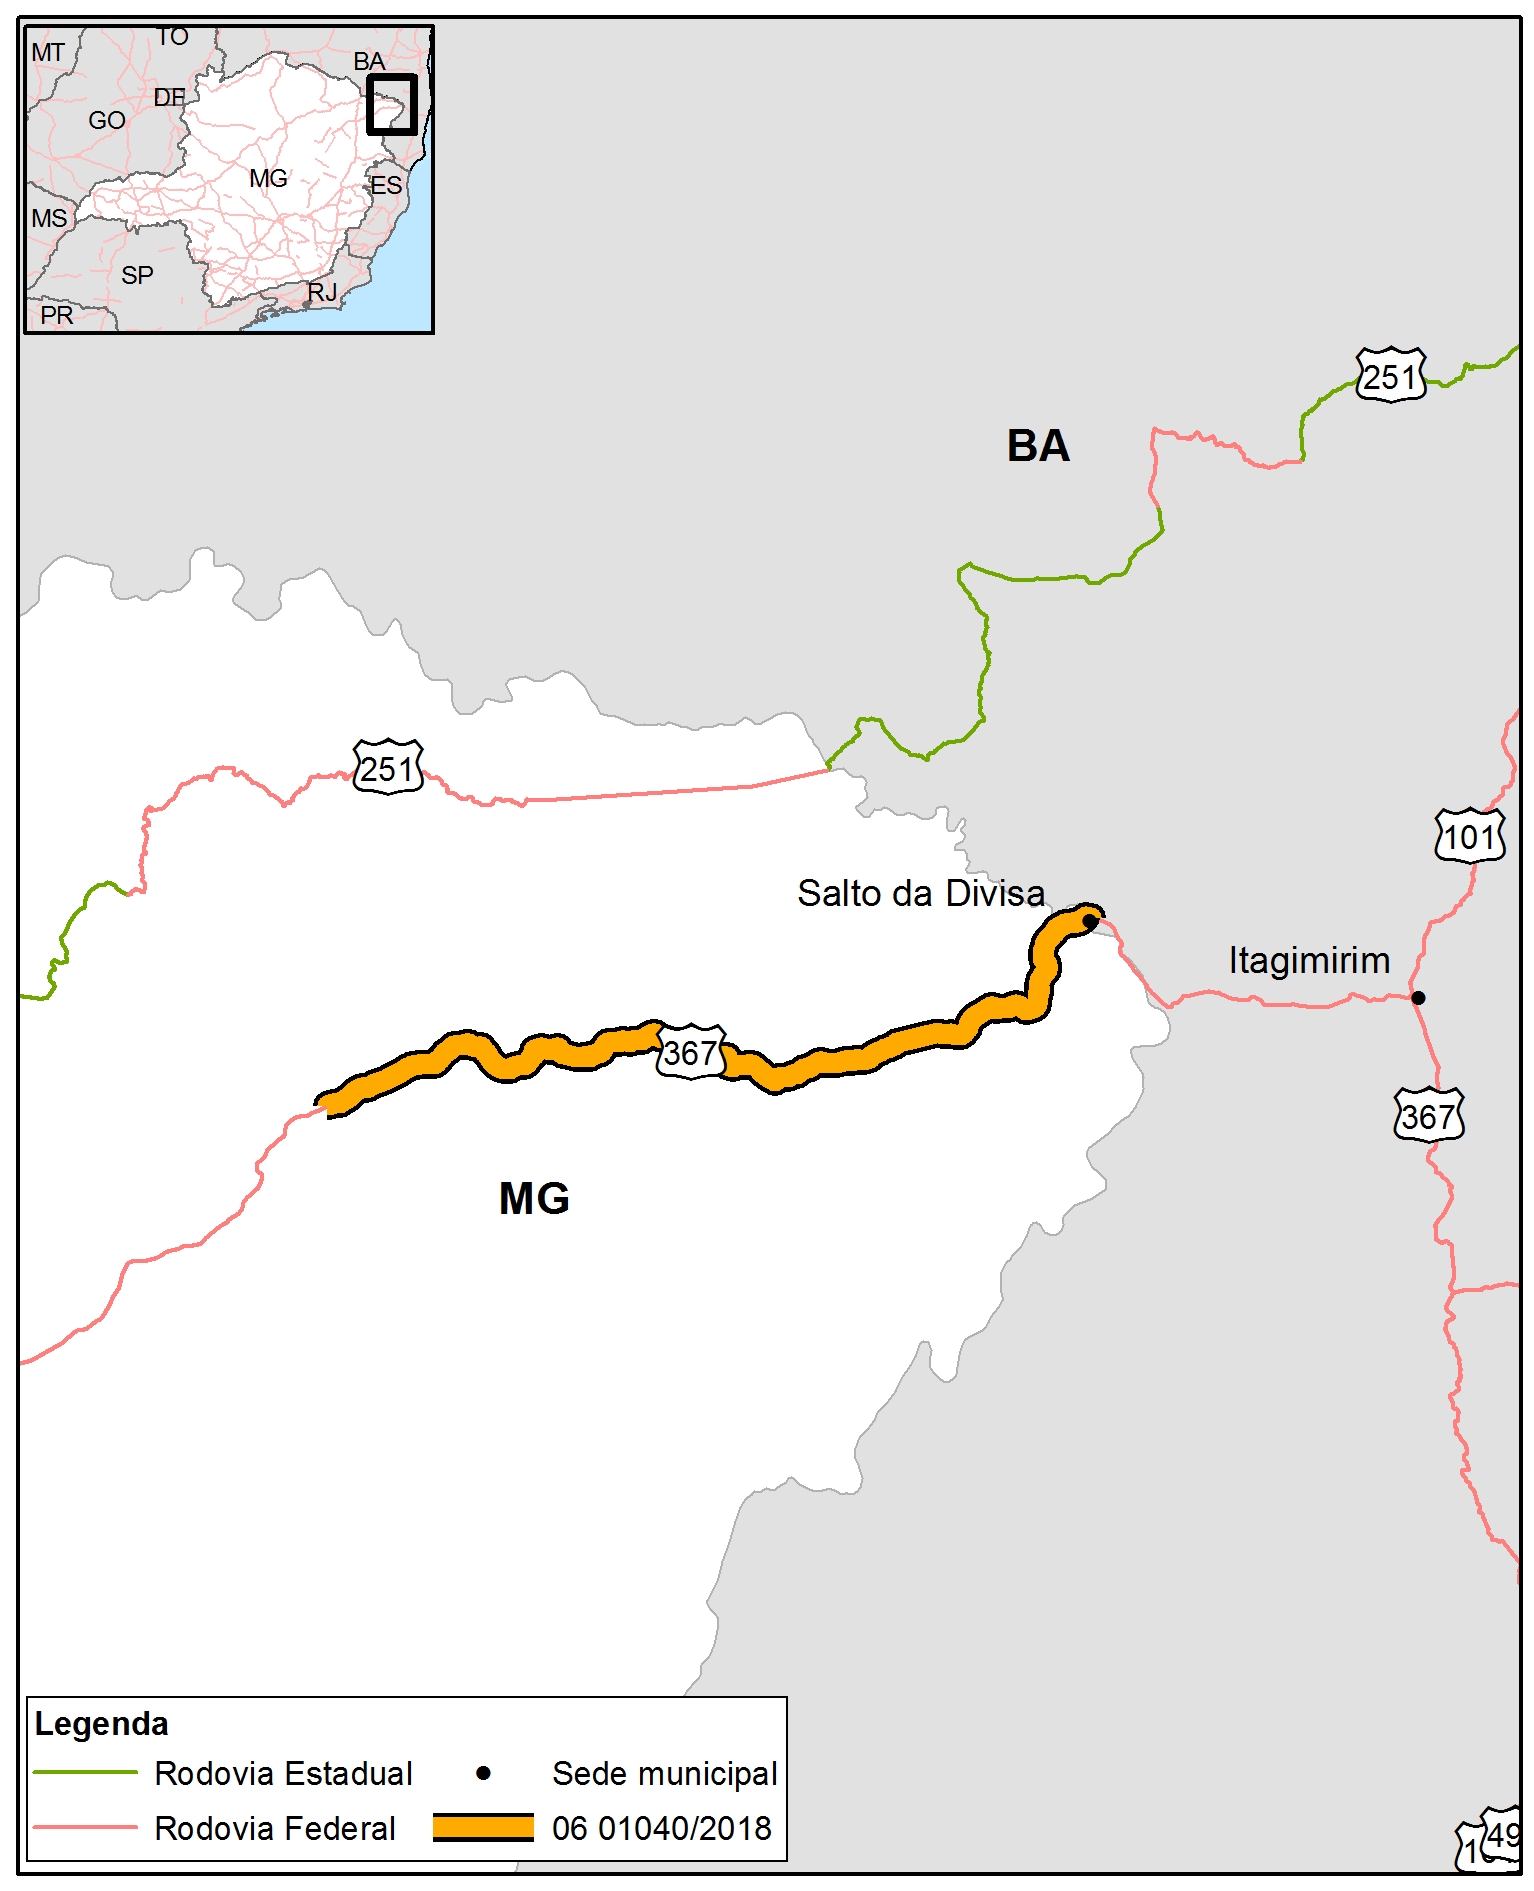 TO
MT
BA
DF
GO
MG
ES
MS
SP
RJ
PR
251
BA
251
101
Salto da Divisa
Itagimirim
367
367
MG
Legenda
Rodovia Estadual
Sede municipal
Rodovia Federal
06 01040/2018
49